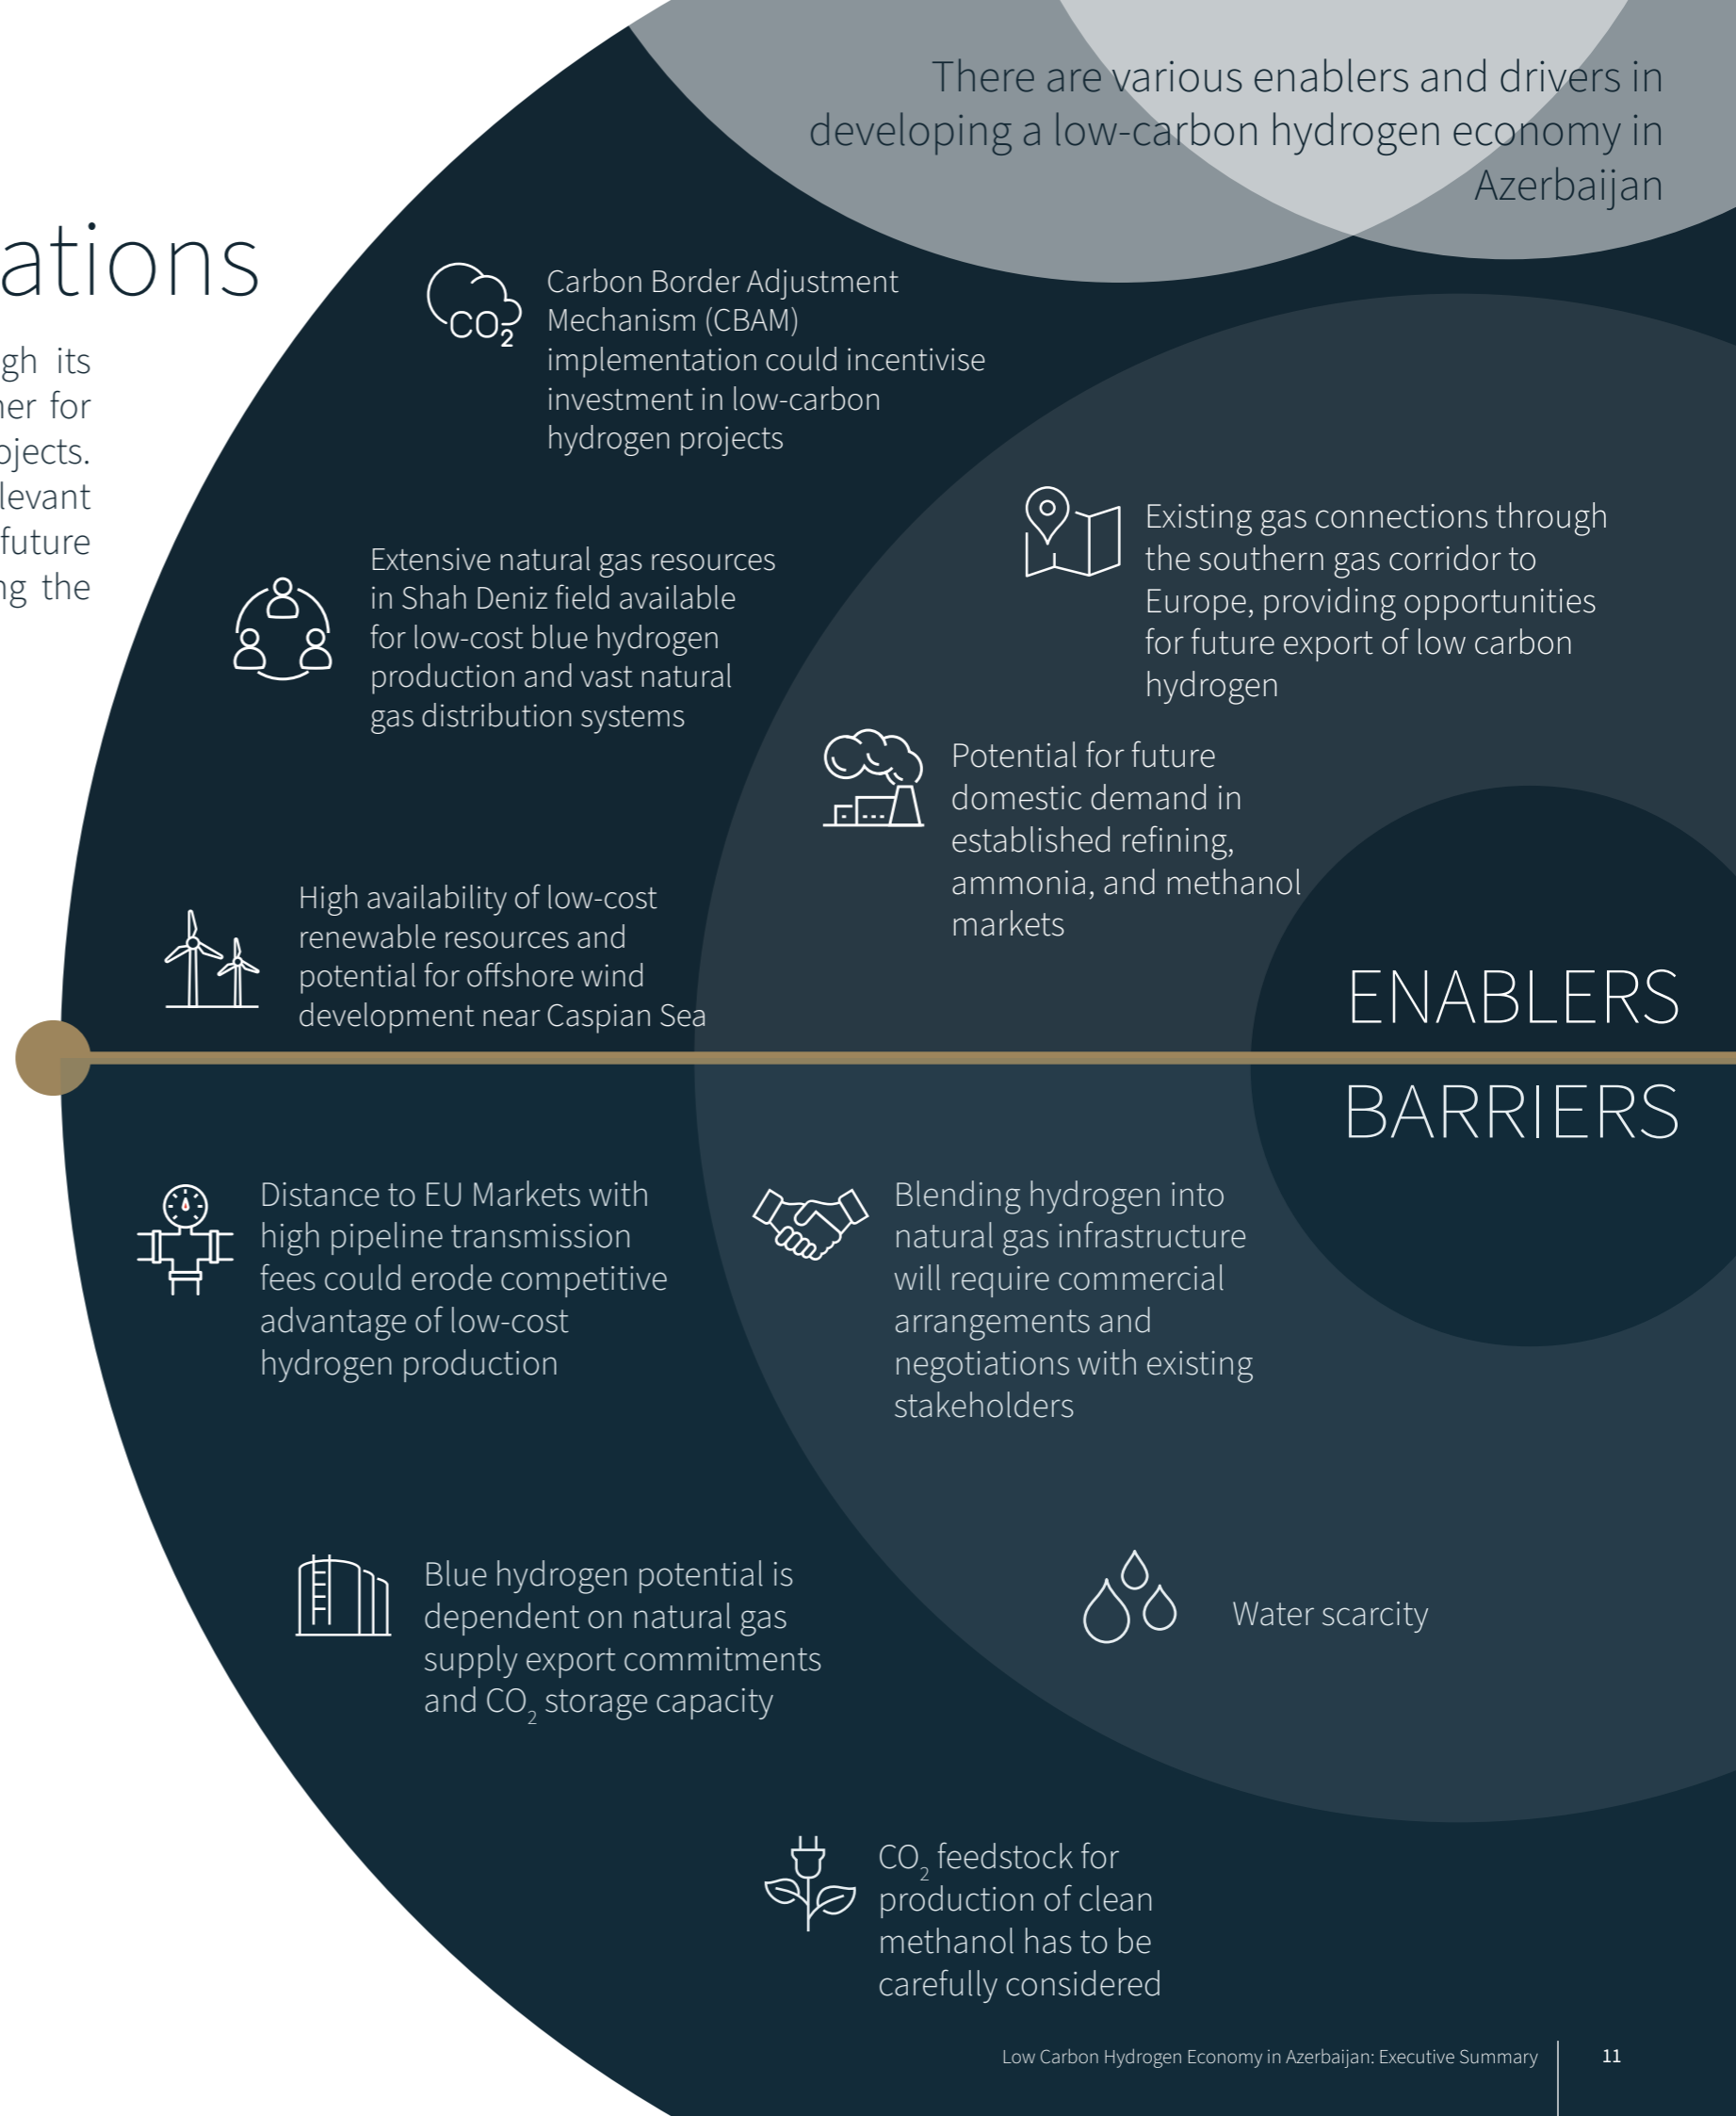 There are various enablers and drivers in
developing a low-carbon hydrogen economy in
Azerbaijan
ations
gh its
for
levant
future
the
CO₂
Carbon Border Adjustment
Mechanism (CBAM)
implementation could incentivise
investment in low-carbon
hydrogen projects
Existing gas connections through
the southern gas corridor to
Europe, providing opportunities
for future export of low carbon
hydrogen
Extensive natural gas resources
in Shah Deniz field available
for low-cost blue hydrogen
production and vast natural
gas distribution systems
Potential for future
domestic demand in
established refining,
ammonia, and methanol
markets
High availability of low-cost
renewable resources and
potential for offshore wind
development near Caspian Sea
ENABLERS
BARRIERS
Distance to EU Markets with
high pipeline transmission
fees could erode competitive
advantage of low-cost
hydrogen production
Blending hydrogen into
natural gas infrastructure
will require commercial
arrangements and
negotiations with existing
stakeholders
Blue hydrogen potential is
dependent on natural gas
supply export commitments
and CO₂ storage capacity
Water scarcity
CO₂ feedstock for
production of clean
methanol has to be
carefully considered
Low Carbon Hydrogen Economy in Azerbaijan: Executive Summary 11